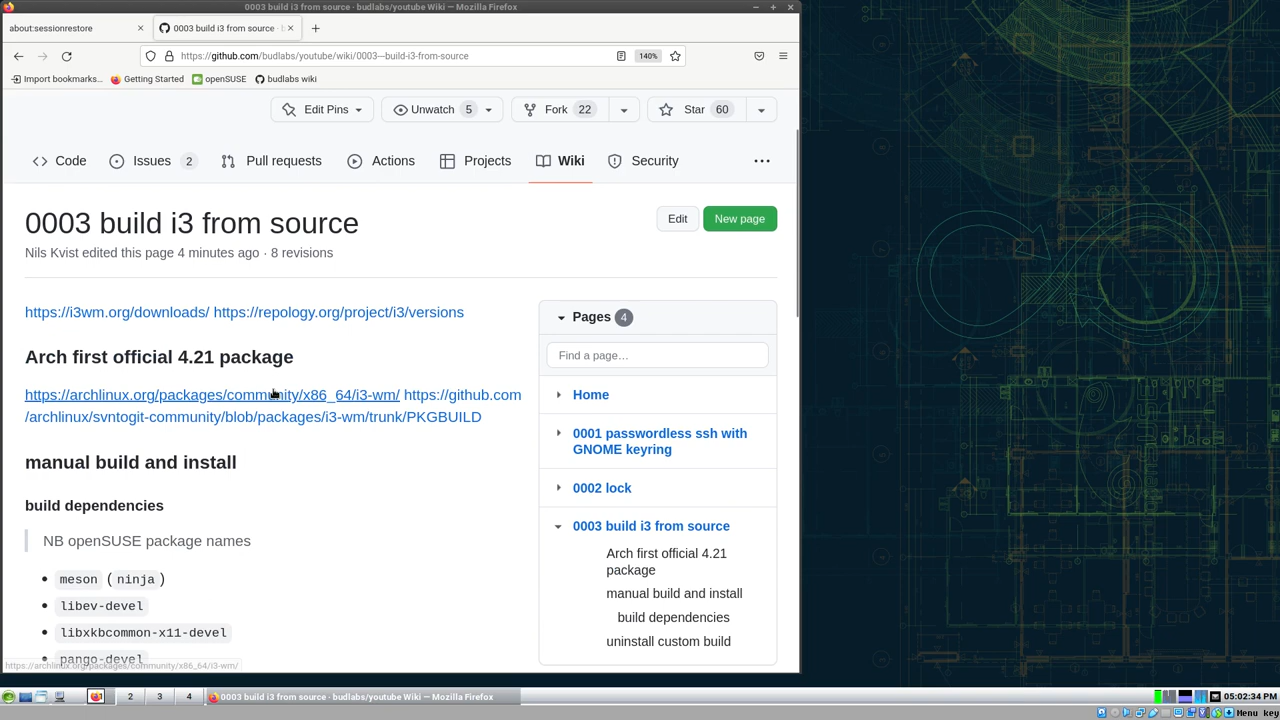 0003 build i3 from source · budlabs/youtube Wiki — Mozilla Firefox
about:sessionrestore
0003 build i3 from source ·
https://github.com/budlabs/youtube/wiki/0003---build-i3-from-source
140%
Import bookmarks...
Getting Started
openSUSE
budlabs wiki
Edit Pins
Unwatch 5
Fork 22
Star 60
Code
Issues 2
Pull requests
Actions
Projects
Wiki
Security
0003 build i3 from source
Edit
New page
Nils Kvist edited this page 4 minutes ago · 8 revisions
https://i3wm.org/downloads/ https://repology.org/project/i3/versions
Arch first official 4.21 package
https://archlinux.org/packages/community/x86_64/i3-wm/ https://github.com
/archlinux/svntogit-community/blob/packages/i3-wm/trunk/PKGBUILD
manual build and install
build dependencies
NB openSUSE package names
meson ( ninja )
libev-devel
libxkbcommon-x11-devel
pango-devel
Pages 4
Find a page…
Home
0001 passwordless ssh with
GNOME keyring
0002 lock
0003 build i3 from source
Arch first official 4.21
package
manual build and install
build dependencies
uninstall custom build
https://archlinux.org/packages/community/x86_64/i3-wm/
2
3
4
0003 build i3 from source · budlabs/youtube Wiki — Mozilla Firefox
05:02:34 PM
Menu key